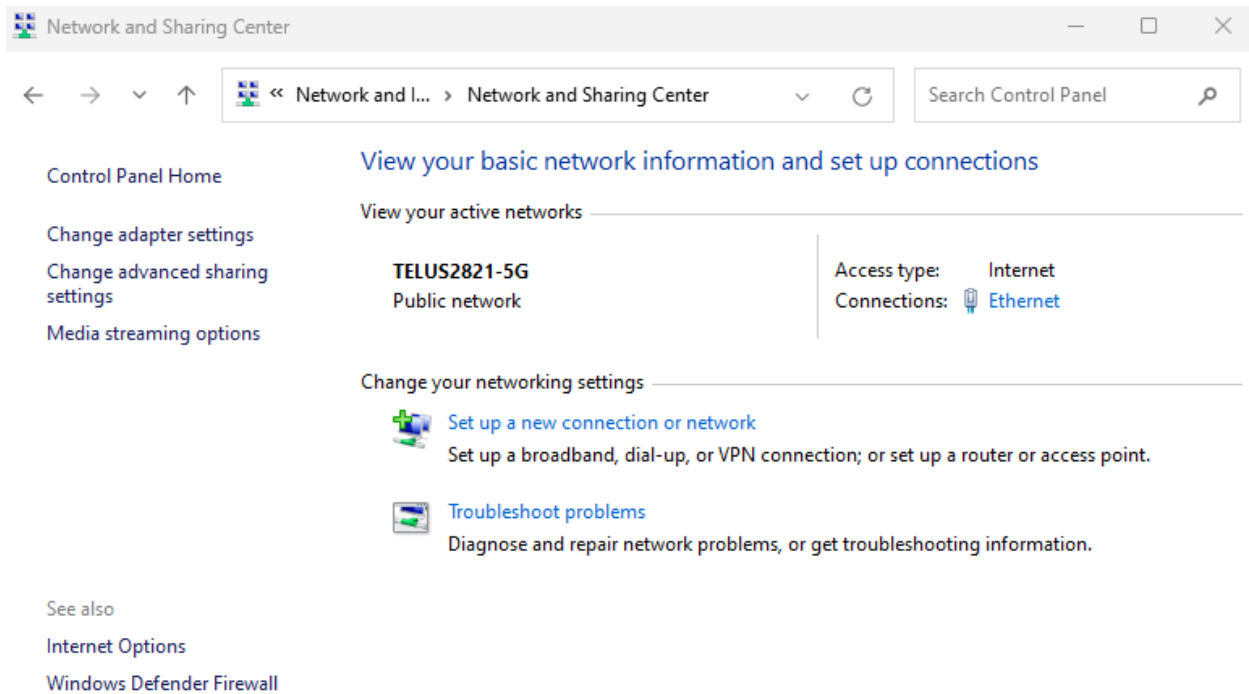 Network and Sharing Center
« Network and I... › Network and Sharing Center
Search Control Panel
Control Panel Home
Change adapter settings
Change advanced sharing
settings
Media streaming options
View your basic network information and set up connections
View your active networks
TELUS2821-5G
Public network
Access type: Internet
Connections: Ethernet
Change your networking settings
Set up a new connection or network
Set up a broadband, dial-up, or VPN connection; or set up a router or access point.
Troubleshoot problems
Diagnose and repair network problems, or get troubleshooting information.
See also
Internet Options
Windows Defender Firewall